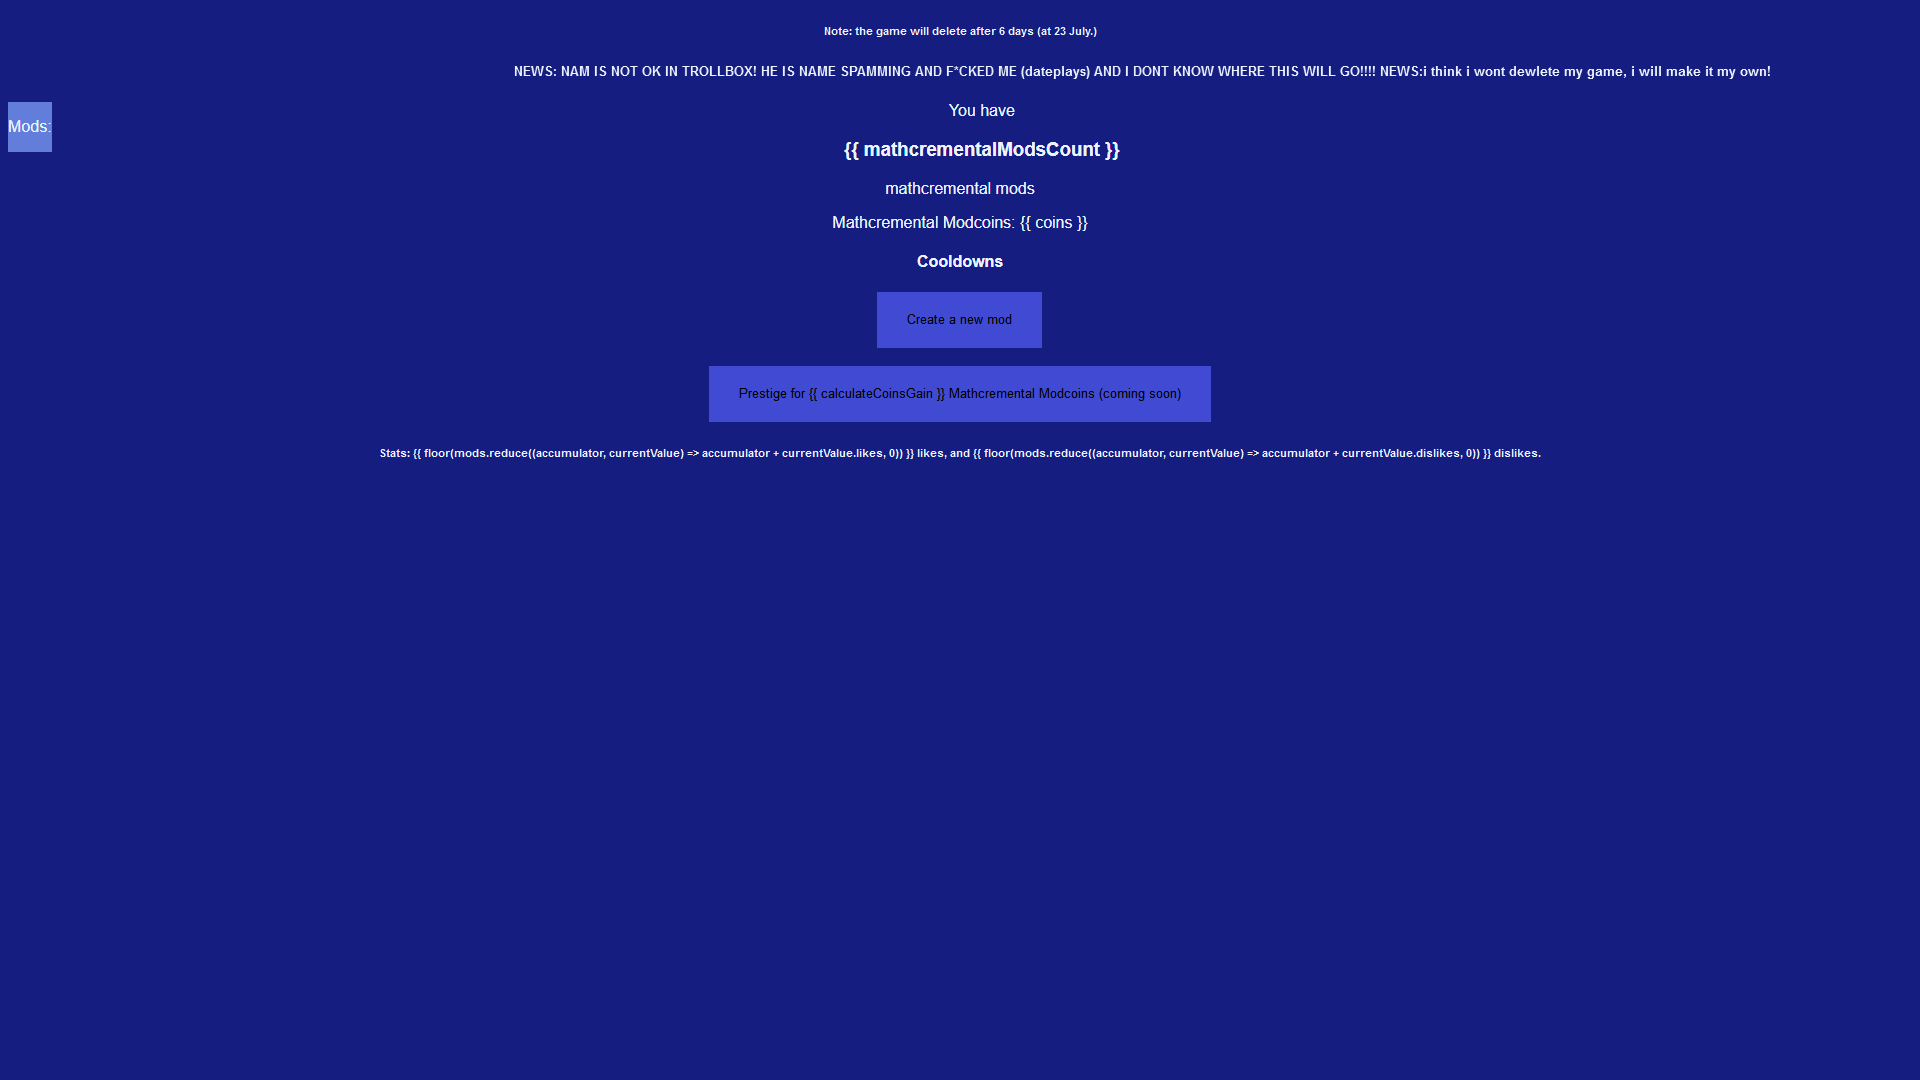 Note: the game will delete after 6 days (at 23 July.)
NEWS: NAM IS NOT OK IN TROLLBOX! HE IS NAME SPAMMING AND F*CKED ME (dateplays) AND I DONT KNOW WHERE THIS WILL GO!!!! NEWS:i think i wont dewlete my game, i will make it my own!
Mods:
You have
{{ mathcrementalModsCount }}
mathcremental mods
Mathcremental Modcoins: {{ coins }}
Cooldowns
Create a new mod
Prestige for {{ calculateCoinsGain }} Mathcremental Modcoins (coming soon)
Stats: {{ floor(mods.reduce((accumulator, currentValue) => accumulator + currentValue.likes, 0)) }} likes, and {{ floor(mods.reduce((accumulator, currentValue) => accumulator + currentValue.dislikes, 0)) }} dislikes.